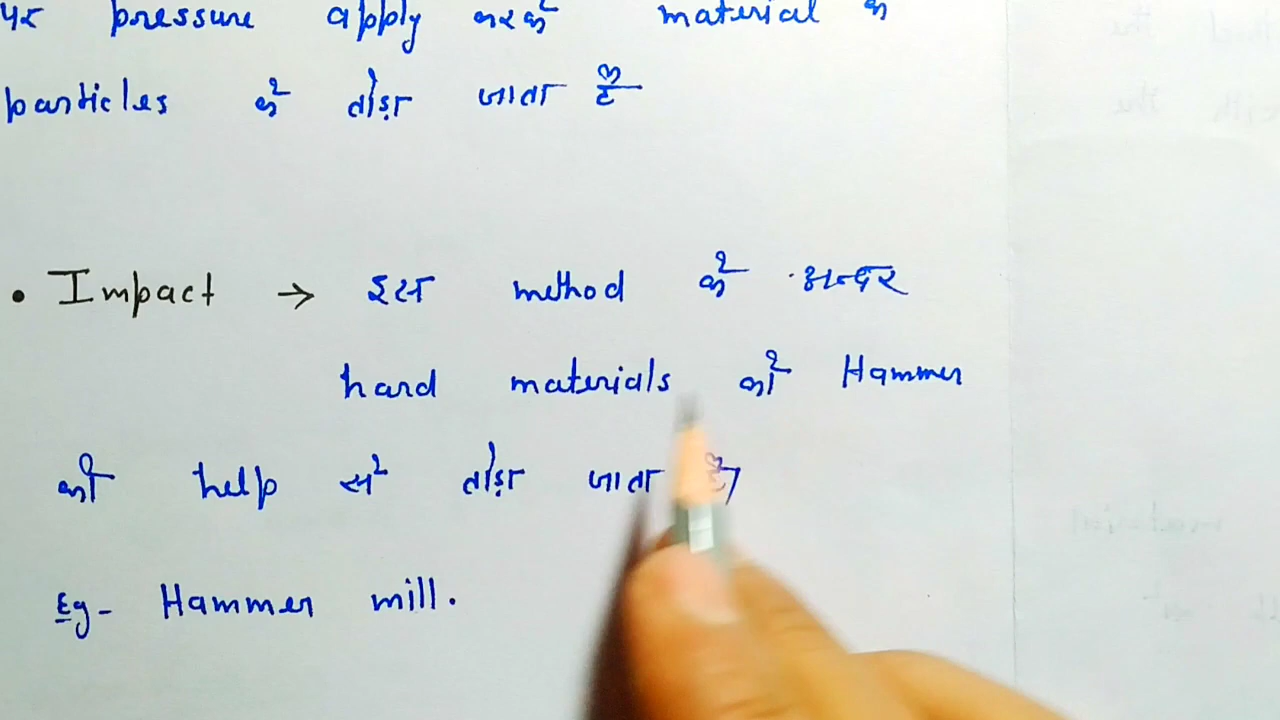 पर pressure apply करके material के
particles को तोड़ा जाता है
• Impact → इस method के अन्दर
hard materials को Hammer
की help से तोड़ा जाता है।
Eg- Hammer mill.